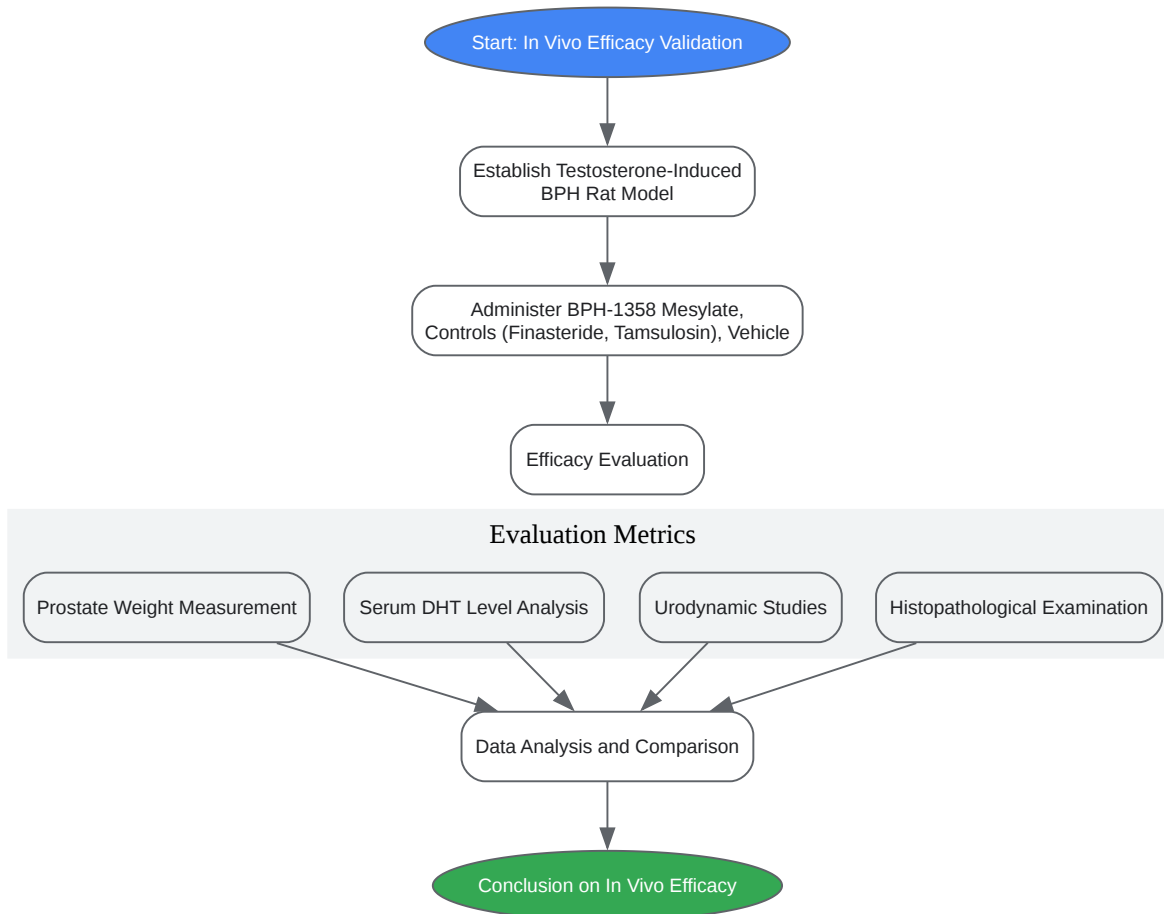 Start: In Vivo Efficacy Validation
Establish Testosterone-Induced
BPH Rat Model
Administer BPH-1358 Mesylate,
Controls (Finasteride, Tamsulosin), Vehicle
Efficacy Evaluation
Evaluation Metrics
Prostate Weight Measurement
Serum DHT Level Analysis
Urodynamic Studies
Histopathological Examination
Data Analysis and Comparison
Conclusion on In Vivo Efficacy